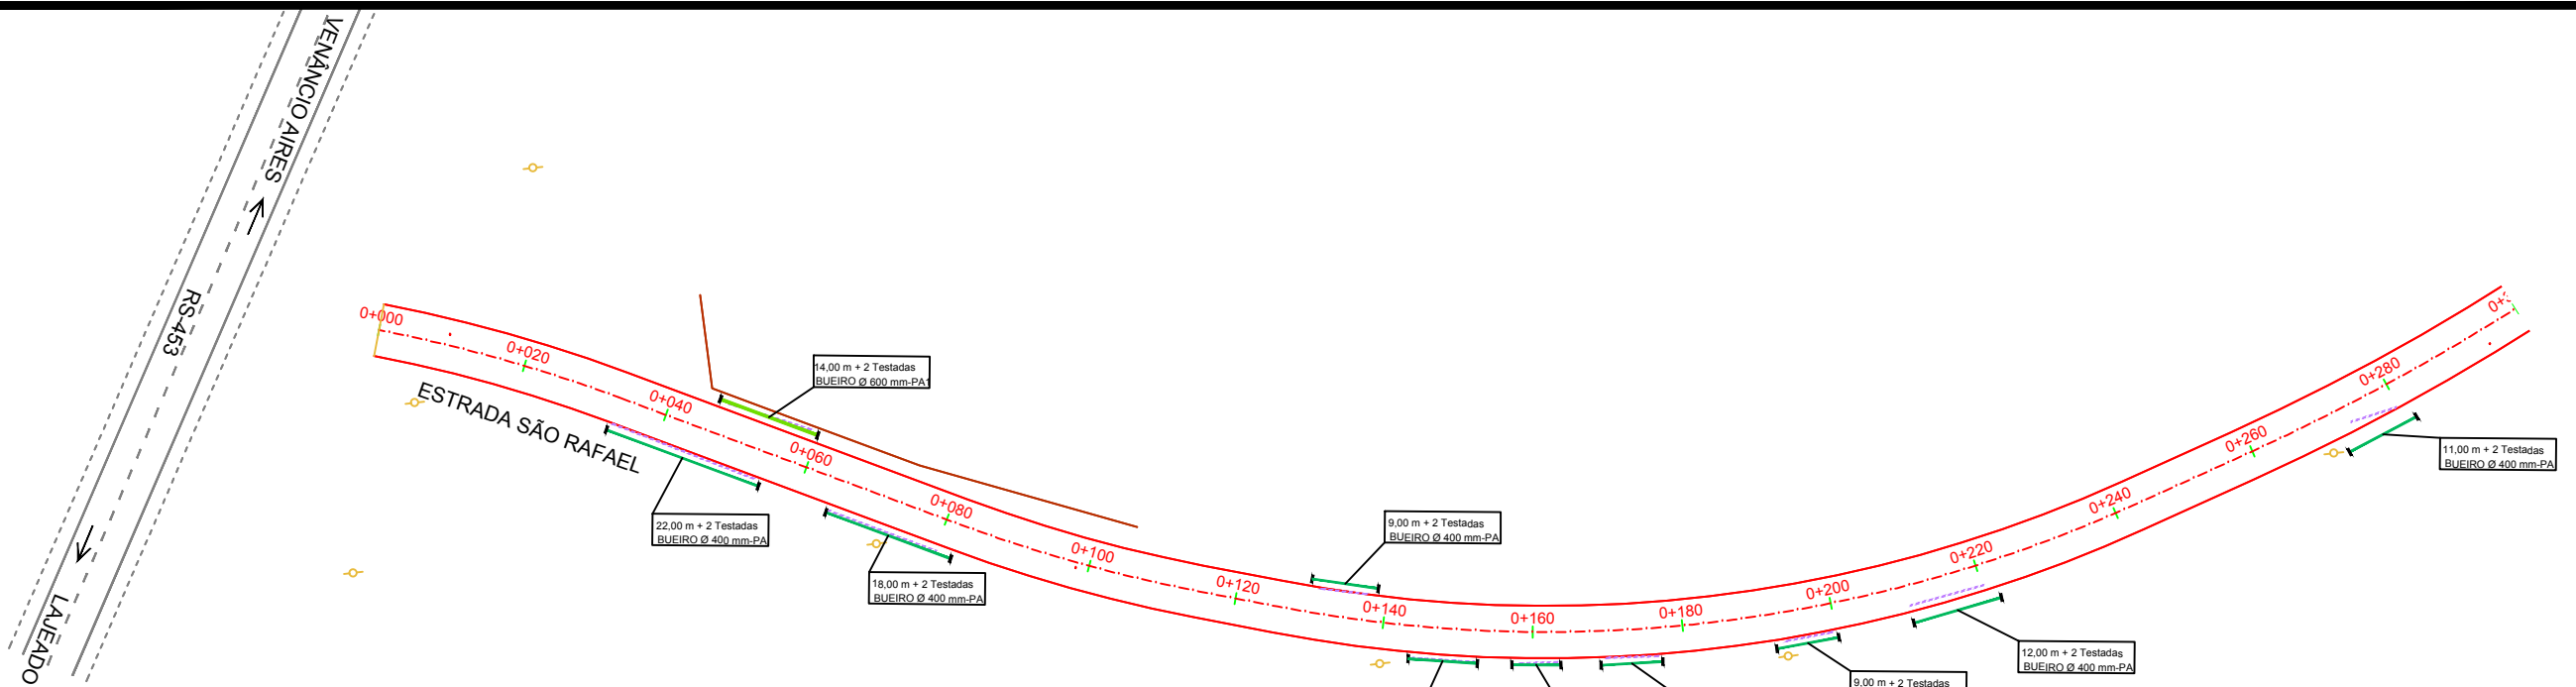 VENÂNCIO AIRES
RS-453
LAJEADO
ESTRADA SÃO RAFAEL
0+000
0+020
0+040
0+060
0+080
0+100
0+120
0+140
0+160
0+180
0+200
0+220
0+240
0+260
0+280
14,00 m + 2 Testadas
BUEIRO Ø 600 mm-PA1
22,00 m + 2 Testadas
BUEIRO Ø 400 mm-PA
18,00 m + 2 Testadas
BUEIRO Ø 400 mm-PA
9,00 m + 2 Testadas
BUEIRO Ø 400 mm-PA
9,00 m + 2 Testadas
12,00 m + 2 Testadas
BUEIRO Ø 400 mm-PA
11,00 m + 2 Testadas
BUEIRO Ø 400 mm-PA